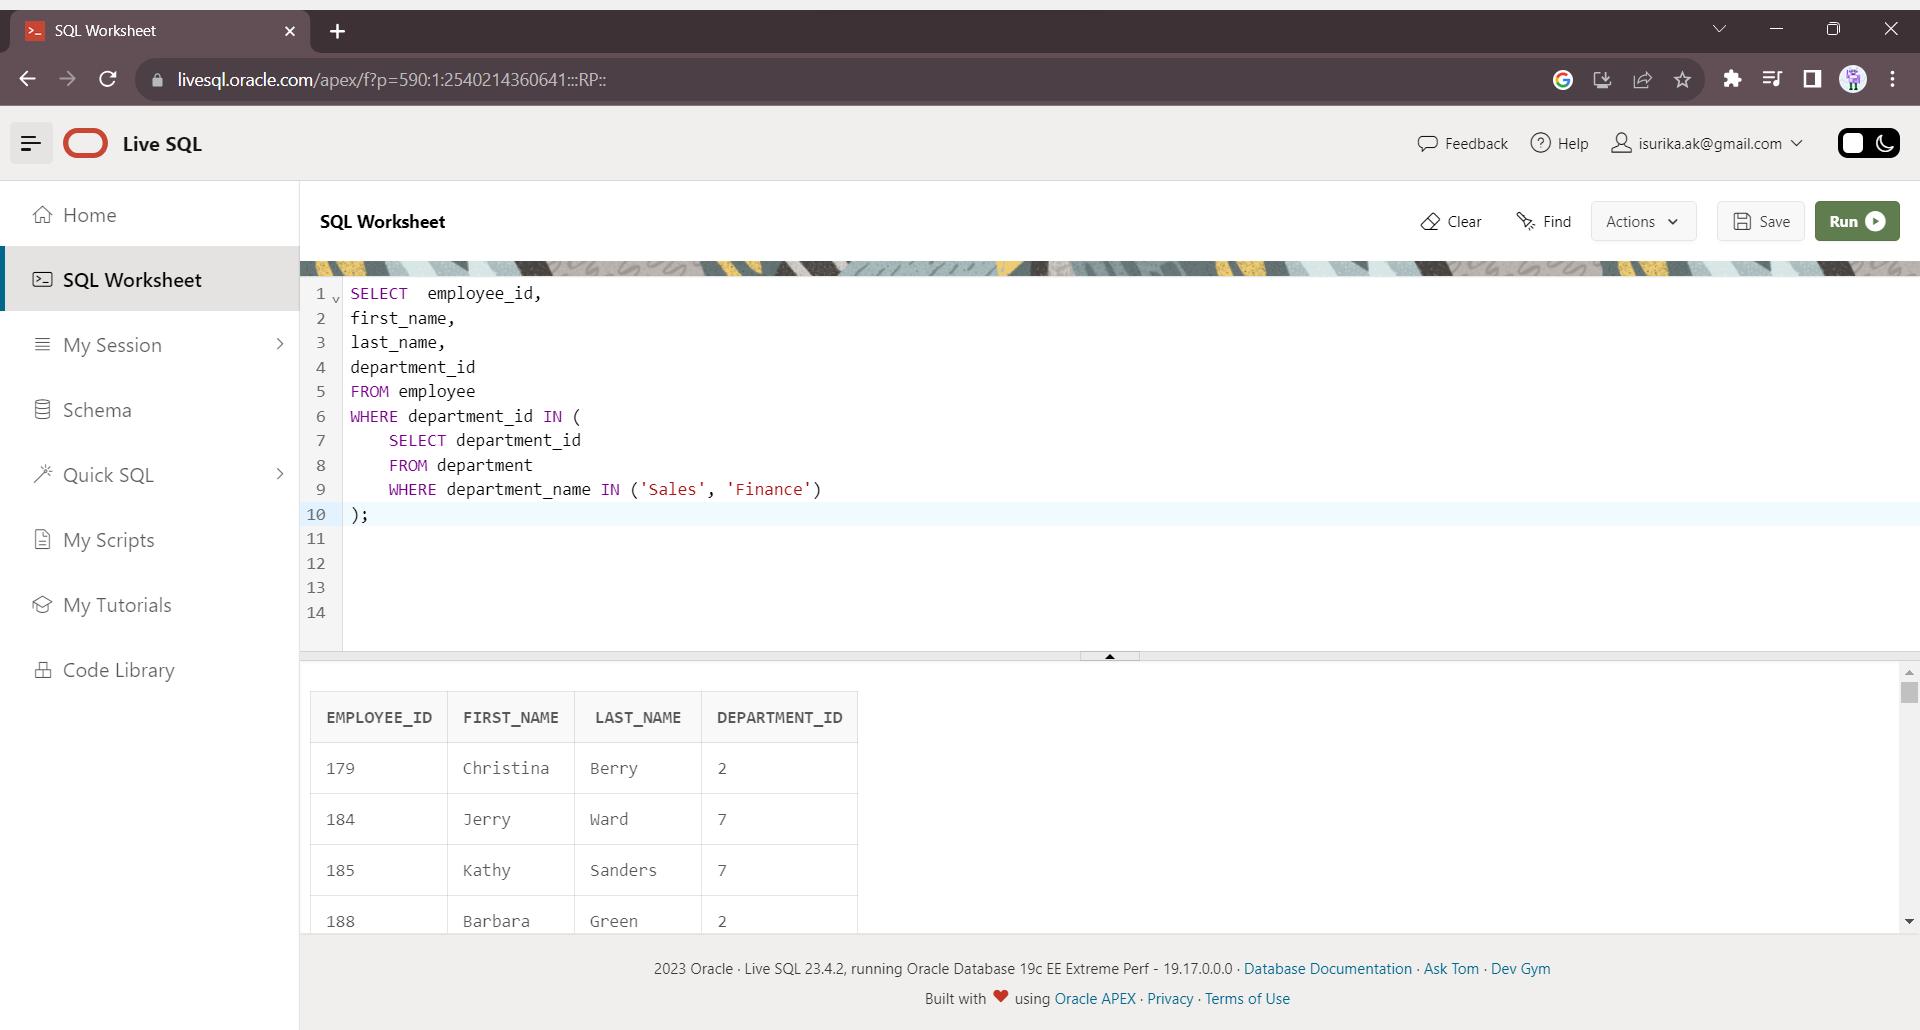 SQL Worksheet
livesql.oracle.com/apex/f?p=590:1:2540214360641:::RP::
Live SQL
Feedback
Help
isurika.ak@gmail.com
Home
SQL Worksheet
My Session
Schema
Quick SQL
My Scripts
My Tutorials
Code Library
SQL Worksheet
Clear
Find
Actions
Save
Run
1 SELECT  employee_id,
2 first_name,
3 last_name,
4 department_id
5 FROM employee
6 WHERE department_id IN (
7     SELECT department_id
8     FROM department
9     WHERE department_name IN ('Sales', 'Finance')
10 );
11
12
13
14
EMPLOYEE_ID FIRST_NAME LAST_NAME DEPARTMENT_ID
179 Christina Berry 2
184 Jerry Ward 7
185 Kathy Sanders 7
188 Barbara Green 2
2023 Oracle · Live SQL 23.4.2, running Oracle Database 19c EE Extreme Perf - 19.17.0.0.0 · Database Documentation · Ask Tom · Dev Gym
Built with ❤ using Oracle APEX · Privacy · Terms of Use